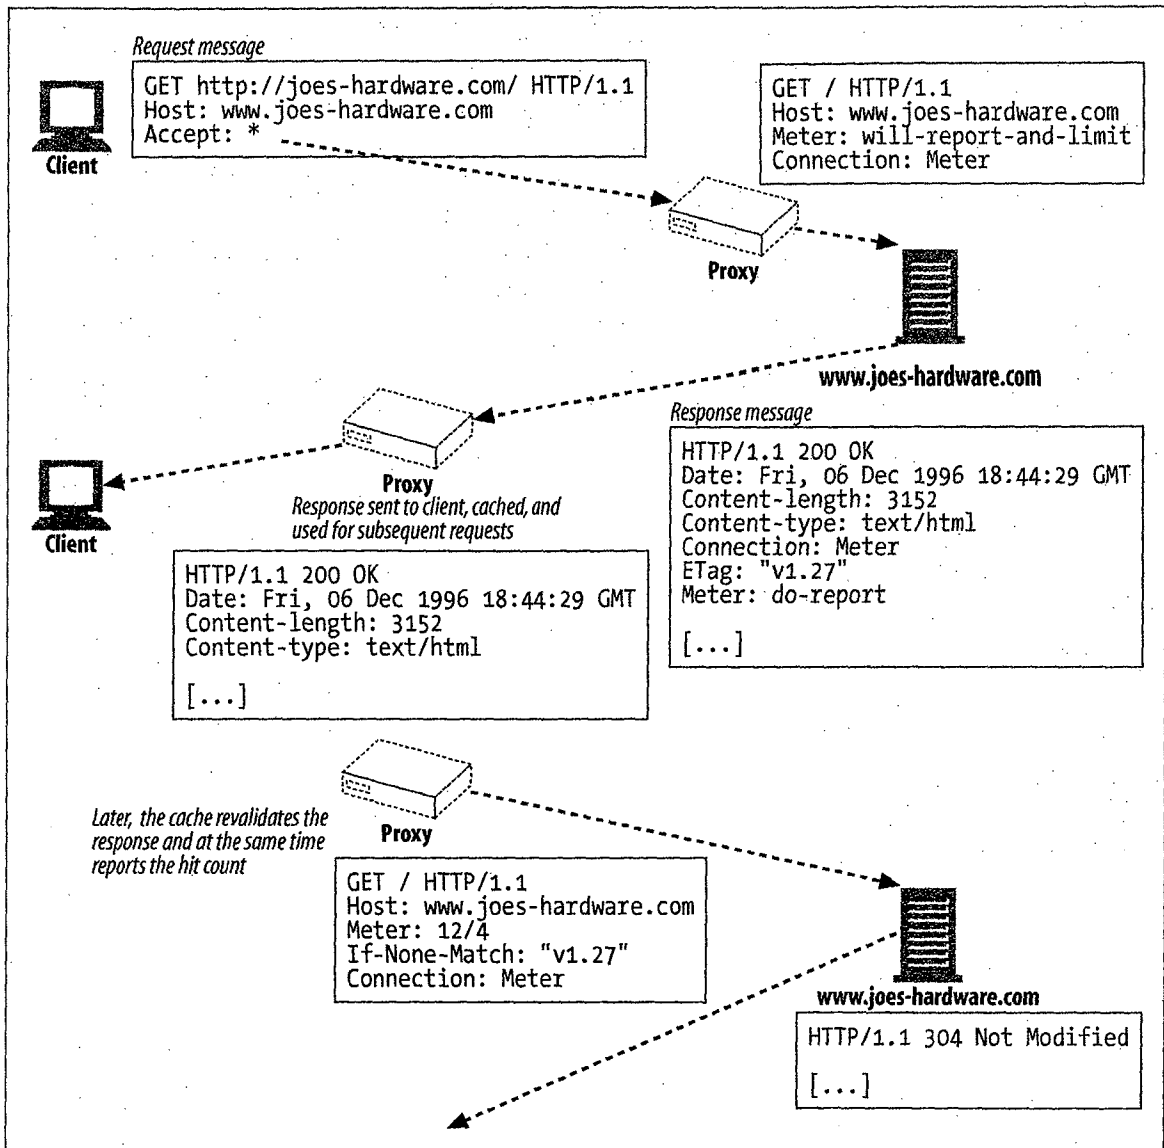 Request message
GET http://joes-hardware.com/ HTTP/1.1
Host: www.joes-hardware.com
Accept: *
Client
GET / HTTP/1.1
Host: www.joes-hardware.com
Meter: will-report-and-limit
Connection: Meter
Proxy
www.joes-hardware.com
Response message
HTTP/1.1 200 OK
Date: Fri, 06 Dec 1996 18:44:29 GMT
Content-length: 3152
Content-type: text/html
Connection: Meter
ETag: "v1.27"
Meter: do-report
[...]
Proxy
Response sent to client, cached, and
used for subsequent requests
Client
HTTP/1.1 200 OK
Date: Fri, 06 Dec 1996 18:44:29 GMT
Content-length: 3152
Content-type: text/html
[...]
Later, the cache revalidates the
response and at the same time
reports the hit count
Proxy
GET / HTTP/1.1
Host: www.joes-hardware.com
Meter: 12/4
If-None-Match: "v1.27"
Connection: Meter
www.joes-hardware.com
HTTP/1.1 304 Not Modified
[...]